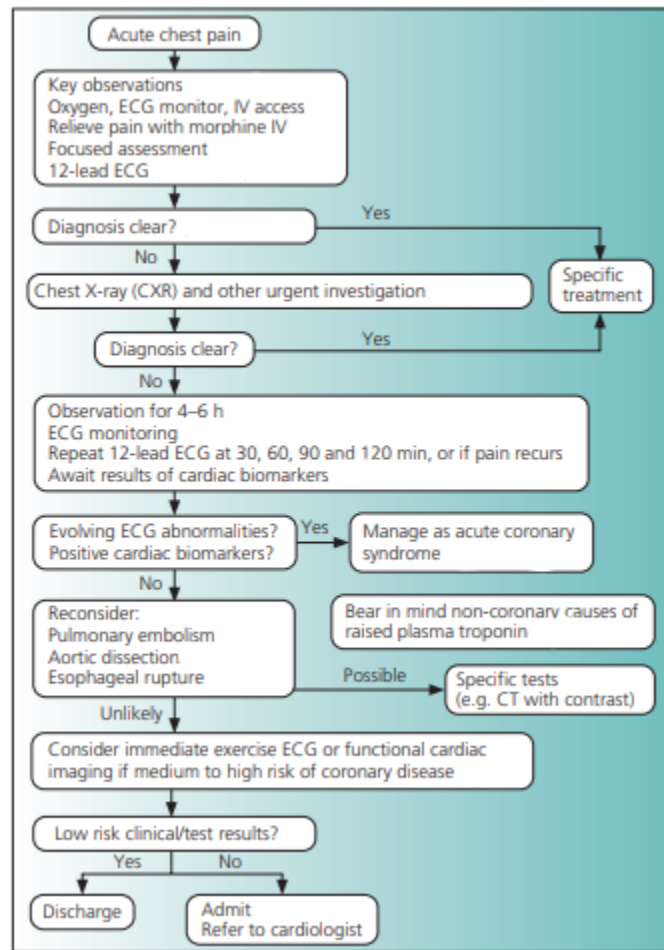 Acute chest pain
Key observations
Oxygen, ECG monitor, IV access
Relieve pain with morphine IV
Focused assessment
12-lead ECG
Diagnosis clear?
Yes
No
Specific
treatment
Chest X-ray (CXR) and other urgent investigation
Diagnosis clear?
Yes
No
Observation for 4–6 h
ECG monitoring
Repeat 12-lead ECG at 30, 60, 90 and 120 min, or if pain recurs
Await results of cardiac biomarkers
Evolving ECG abnormalities?
Positive cardiac biomarkers?
Yes
Manage as acute coronary
syndrome
No
Bear in mind non-coronary causes of
raised plasma troponin
Reconsider:
Pulmonary embolism
Aortic dissection
Esophageal rupture
Possible
Specific tests
(e.g. CT with contrast)
Unlikely
Consider immediate exercise ECG or functional cardiac
imaging if medium to high risk of coronary disease
Low risk clinical/test results?
Yes
No
Discharge
Admit
Refer to cardiologist